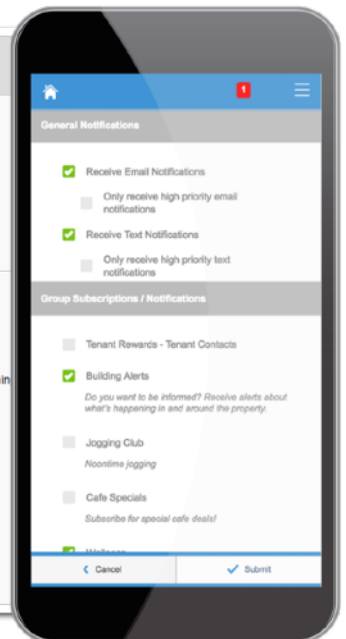 1
General Notifications
Receive Email Notifications
Only receive high priority email
notifications
Receive Text Notifications
Only receive high priority text
notifications
Group Subscriptions / Notifications
Tenant Rewards - Tenant Contacts
Building Alerts
Do you want to be informed? Receive alerts about
what's happening in and around the property.
Jogging Club
Noontime jogging
Cafe Specials
Subscribe for special cafe deals!
Wellness
Cancel
Submit